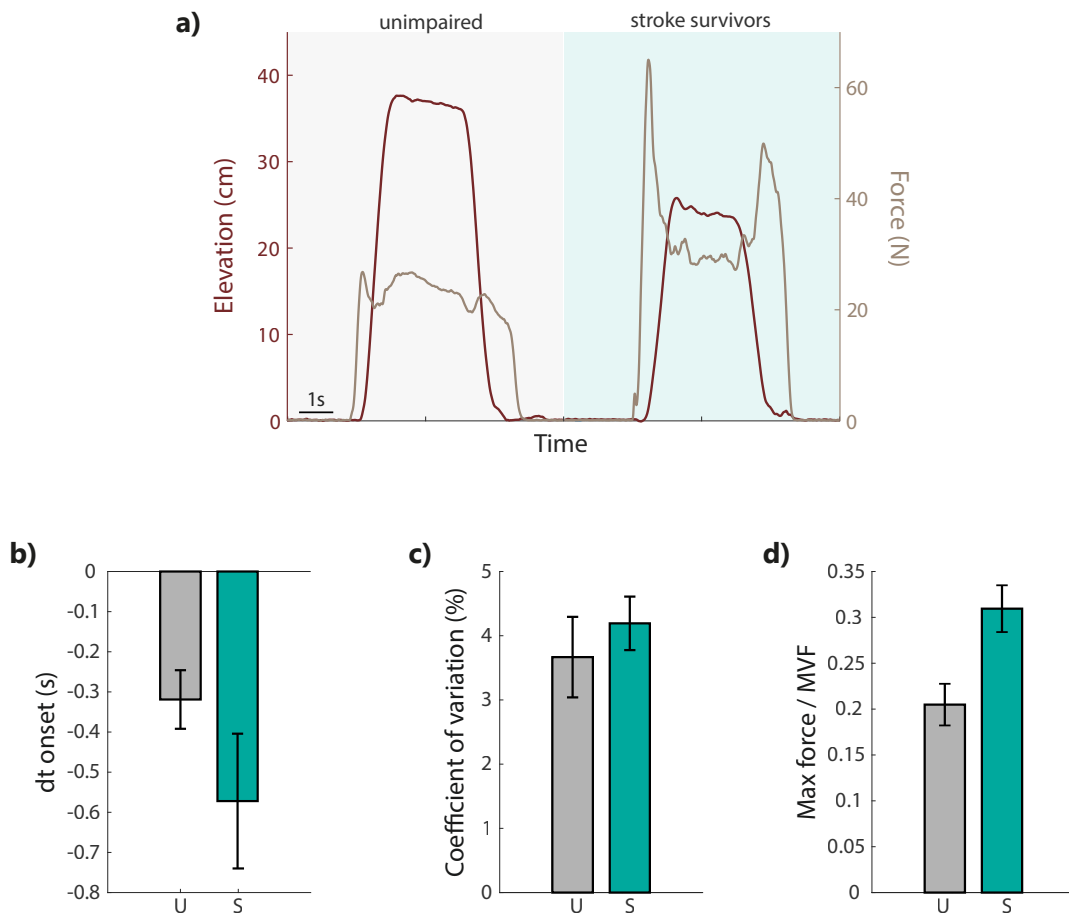 a)
unimpaired
stroke survivors
40
30
20
10
0
Elevation (cm)
60
40
20
0
Force (N)
1s
Time
b)
0
-0.1
-0.2
-0.3
-0.4
-0.5
-0.6
-0.7
-0.8
dt onset (s)
U
S
c)
5
4
3
2
1
0
Coefficient of variation (%)
U
S
d)
0.35
0.3
0.25
0.2
0.15
0.1
0.05
0
Max force / MVF
U
S